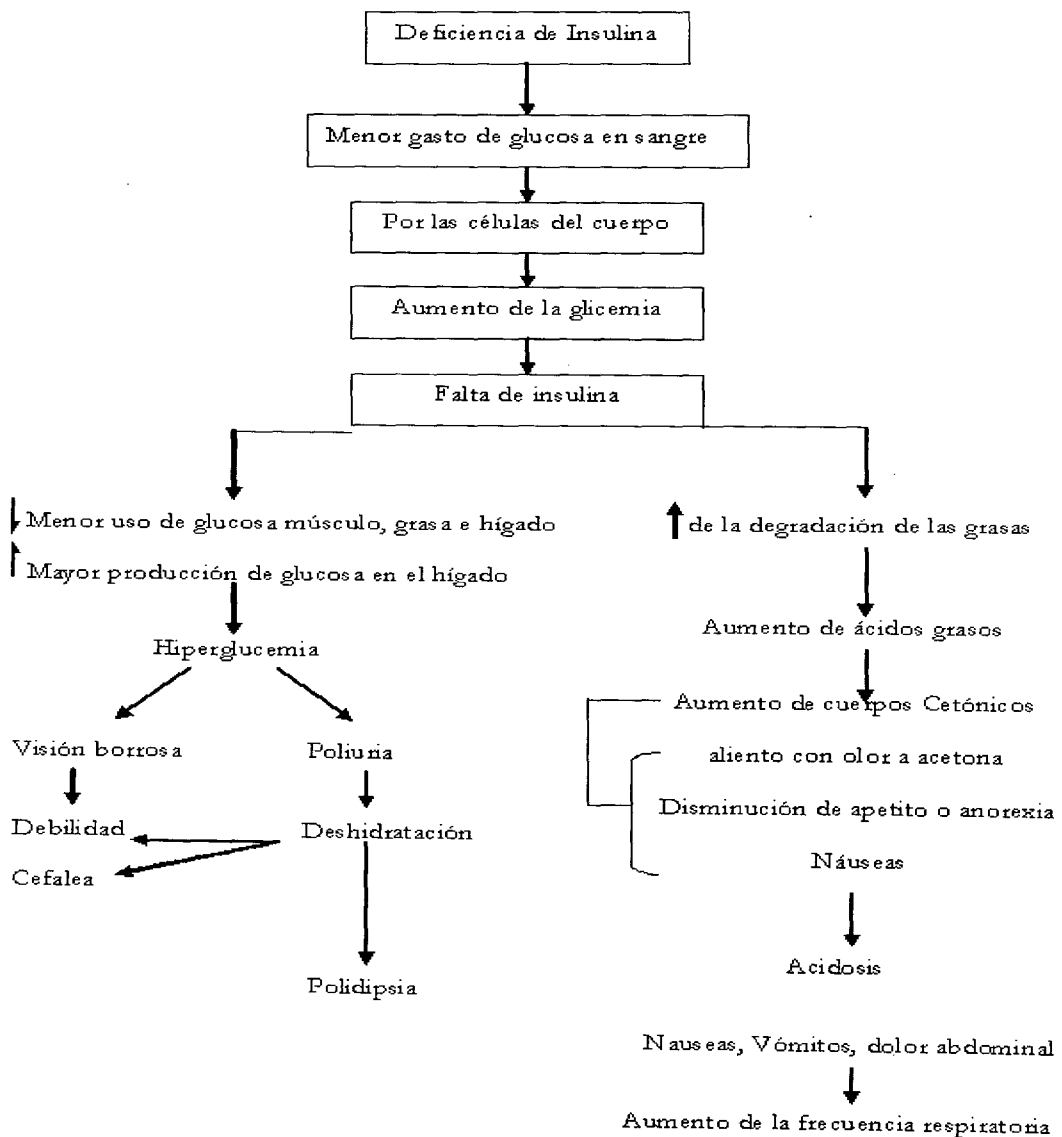 Deficiencia de Insulina
Menor gasto de glucosa en sangre
Por las células del cuerpo
Aumento de la glicemia
Falta de insulina
Menor uso de glucosa músculo, grasa e hígado
Mayor producción de glucosa en el hígado
Hiperglucemia
Visión borrosa
Poliuria
Debilidad
Deshidratación
Cefalea
Polidipsia
de la degradación de las grasas
Aumento de ácidos grasos
Aumento de cuerpos Cetónicos
aliento con olor a acetona
Disminución de apetito o anorexia
Náuseas
Acidosis
Nauseas, Vómitos, dolor abdominal
Aumento de la frecuencia respiratoria